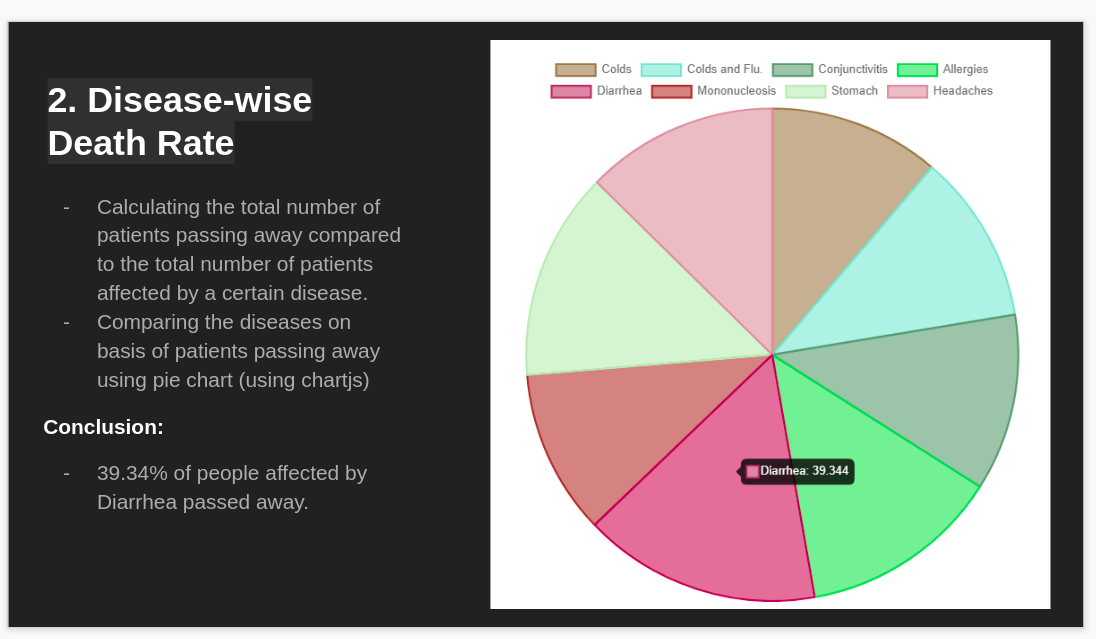 2. Disease-wise
Death Rate
- Calculating the total number of
patients passing away compared
to the total number of patients
affected by a certain disease.
- Comparing the diseases on
basis of patients passing away
using pie chart (using chartjs)
Conclusion:
- 39.34% of people affected by
Diarrhea passed away.
Colds Colds and Flu. Conjunctivitis Allergies
Diarrhea Mononucleosis Stomach Headaches
Diarrhea: 39.344